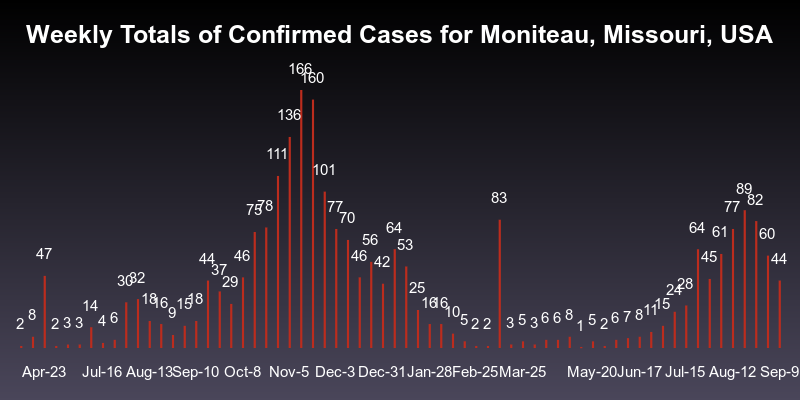 Weekly Totals of Confirmed Cases for Moniteau, Missouri, USA
2 8 47 2 3 3 14 4 6 30 32 18 16 9 15 18 44 37 29 46 75 78 111 136 166 160 101 77 70 46 56 42 64 53 25 16 16 10 5 2 2 83 3 5 3 6 6 8 1 5 2 6 7 8 11 15 24 28 64 45 61 77 89 82 60 44
Apr-23 Jul-16 Aug-13 Sep-10 Oct-8 Nov-5 Dec-3 Dec-31 Jan-28 Feb-25 Mar-25 May-20 Jun-17 Jul-15 Aug-12 Sep-9